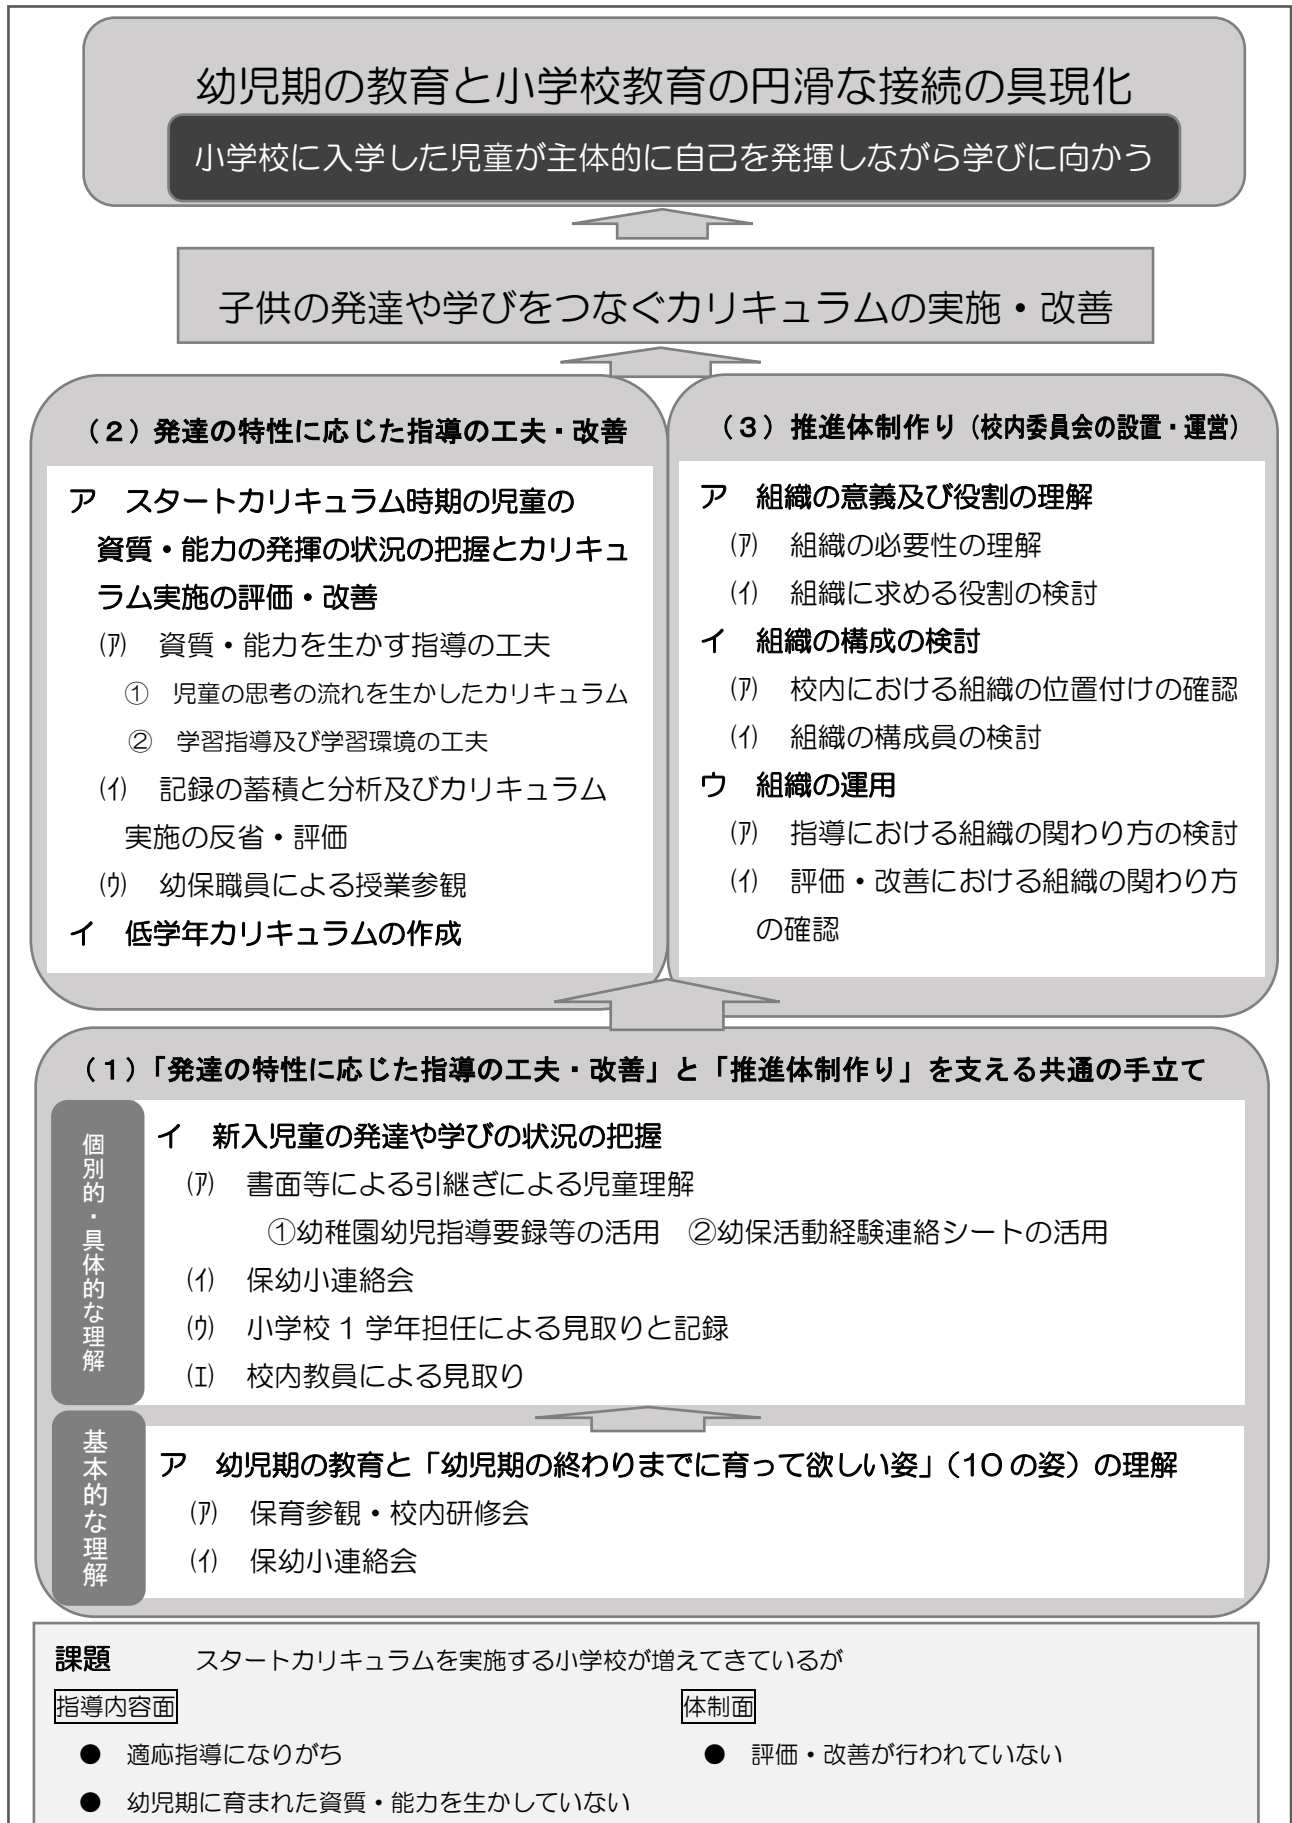 幼児期の教育と小学校教育の円滑な接続の具現化
小学校に入学した児童が主体的に自己を発揮しながら学びに向かう
子供の発達や学びをつなぐカリキュラムの実施・改善
（２）発達の特性に応じた指導の工夫・改善
ア　スタートカリキュラム時期の児童の
資質・能力の発揮の状況の把握とカリキュ
ラム実施の評価・改善
(ｱ)　資質・能力を生かす指導の工夫
①　児童の思考の流れを生かしたカリキュラム
②　学習指導及び学習環境の工夫
(ｲ)　記録の蓄積と分析及びカリキュラム
実施の反省・評価
(ｳ)　幼保職員による授業参観
イ　低学年カリキュラムの作成
（３）推進体制作り（校内委員会の設置・運営）
ア　組織の意義及び役割の理解
(ｱ)　組織の必要性の理解
(ｲ)　組織に求める役割の検討
イ　組織の構成の検討
(ｱ)　校内における組織の位置付けの確認
(ｲ)　組織の構成員の検討
ウ　組織の運用
(ｱ)　指導における組織の関わり方の検討
(ｲ)　評価・改善における組織の関わり方
の確認
（１）「発達の特性に応じた指導の工夫・改善」と「推進体制作り」を支える共通の手立て
個別的・具体的な理解
イ　新入児童の発達や学びの状況の把握
(ｱ)　書面等による引継ぎによる児童理解
①幼稚園幼児指導要録等の活用　②幼保活動経験連絡シートの活用
(ｲ)　保幼小連絡会
(ｳ)　小学校 1 学年担任による見取りと記録
(ｴ)　校内教員による見取り
基本的な理解
ア　幼児期の教育と「幼児期の終わりまでに育って欲しい姿」（10 の姿）の理解
(ｱ)　保育参観・校内研修会
(ｲ)　保幼小連絡会
課題　スタートカリキュラムを実施する小学校が増えてきているが
指導内容面
● 適応指導になりがち
● 幼児期に育まれた資質・能力を生かしていない
体制面
● 評価・改善が行われていない